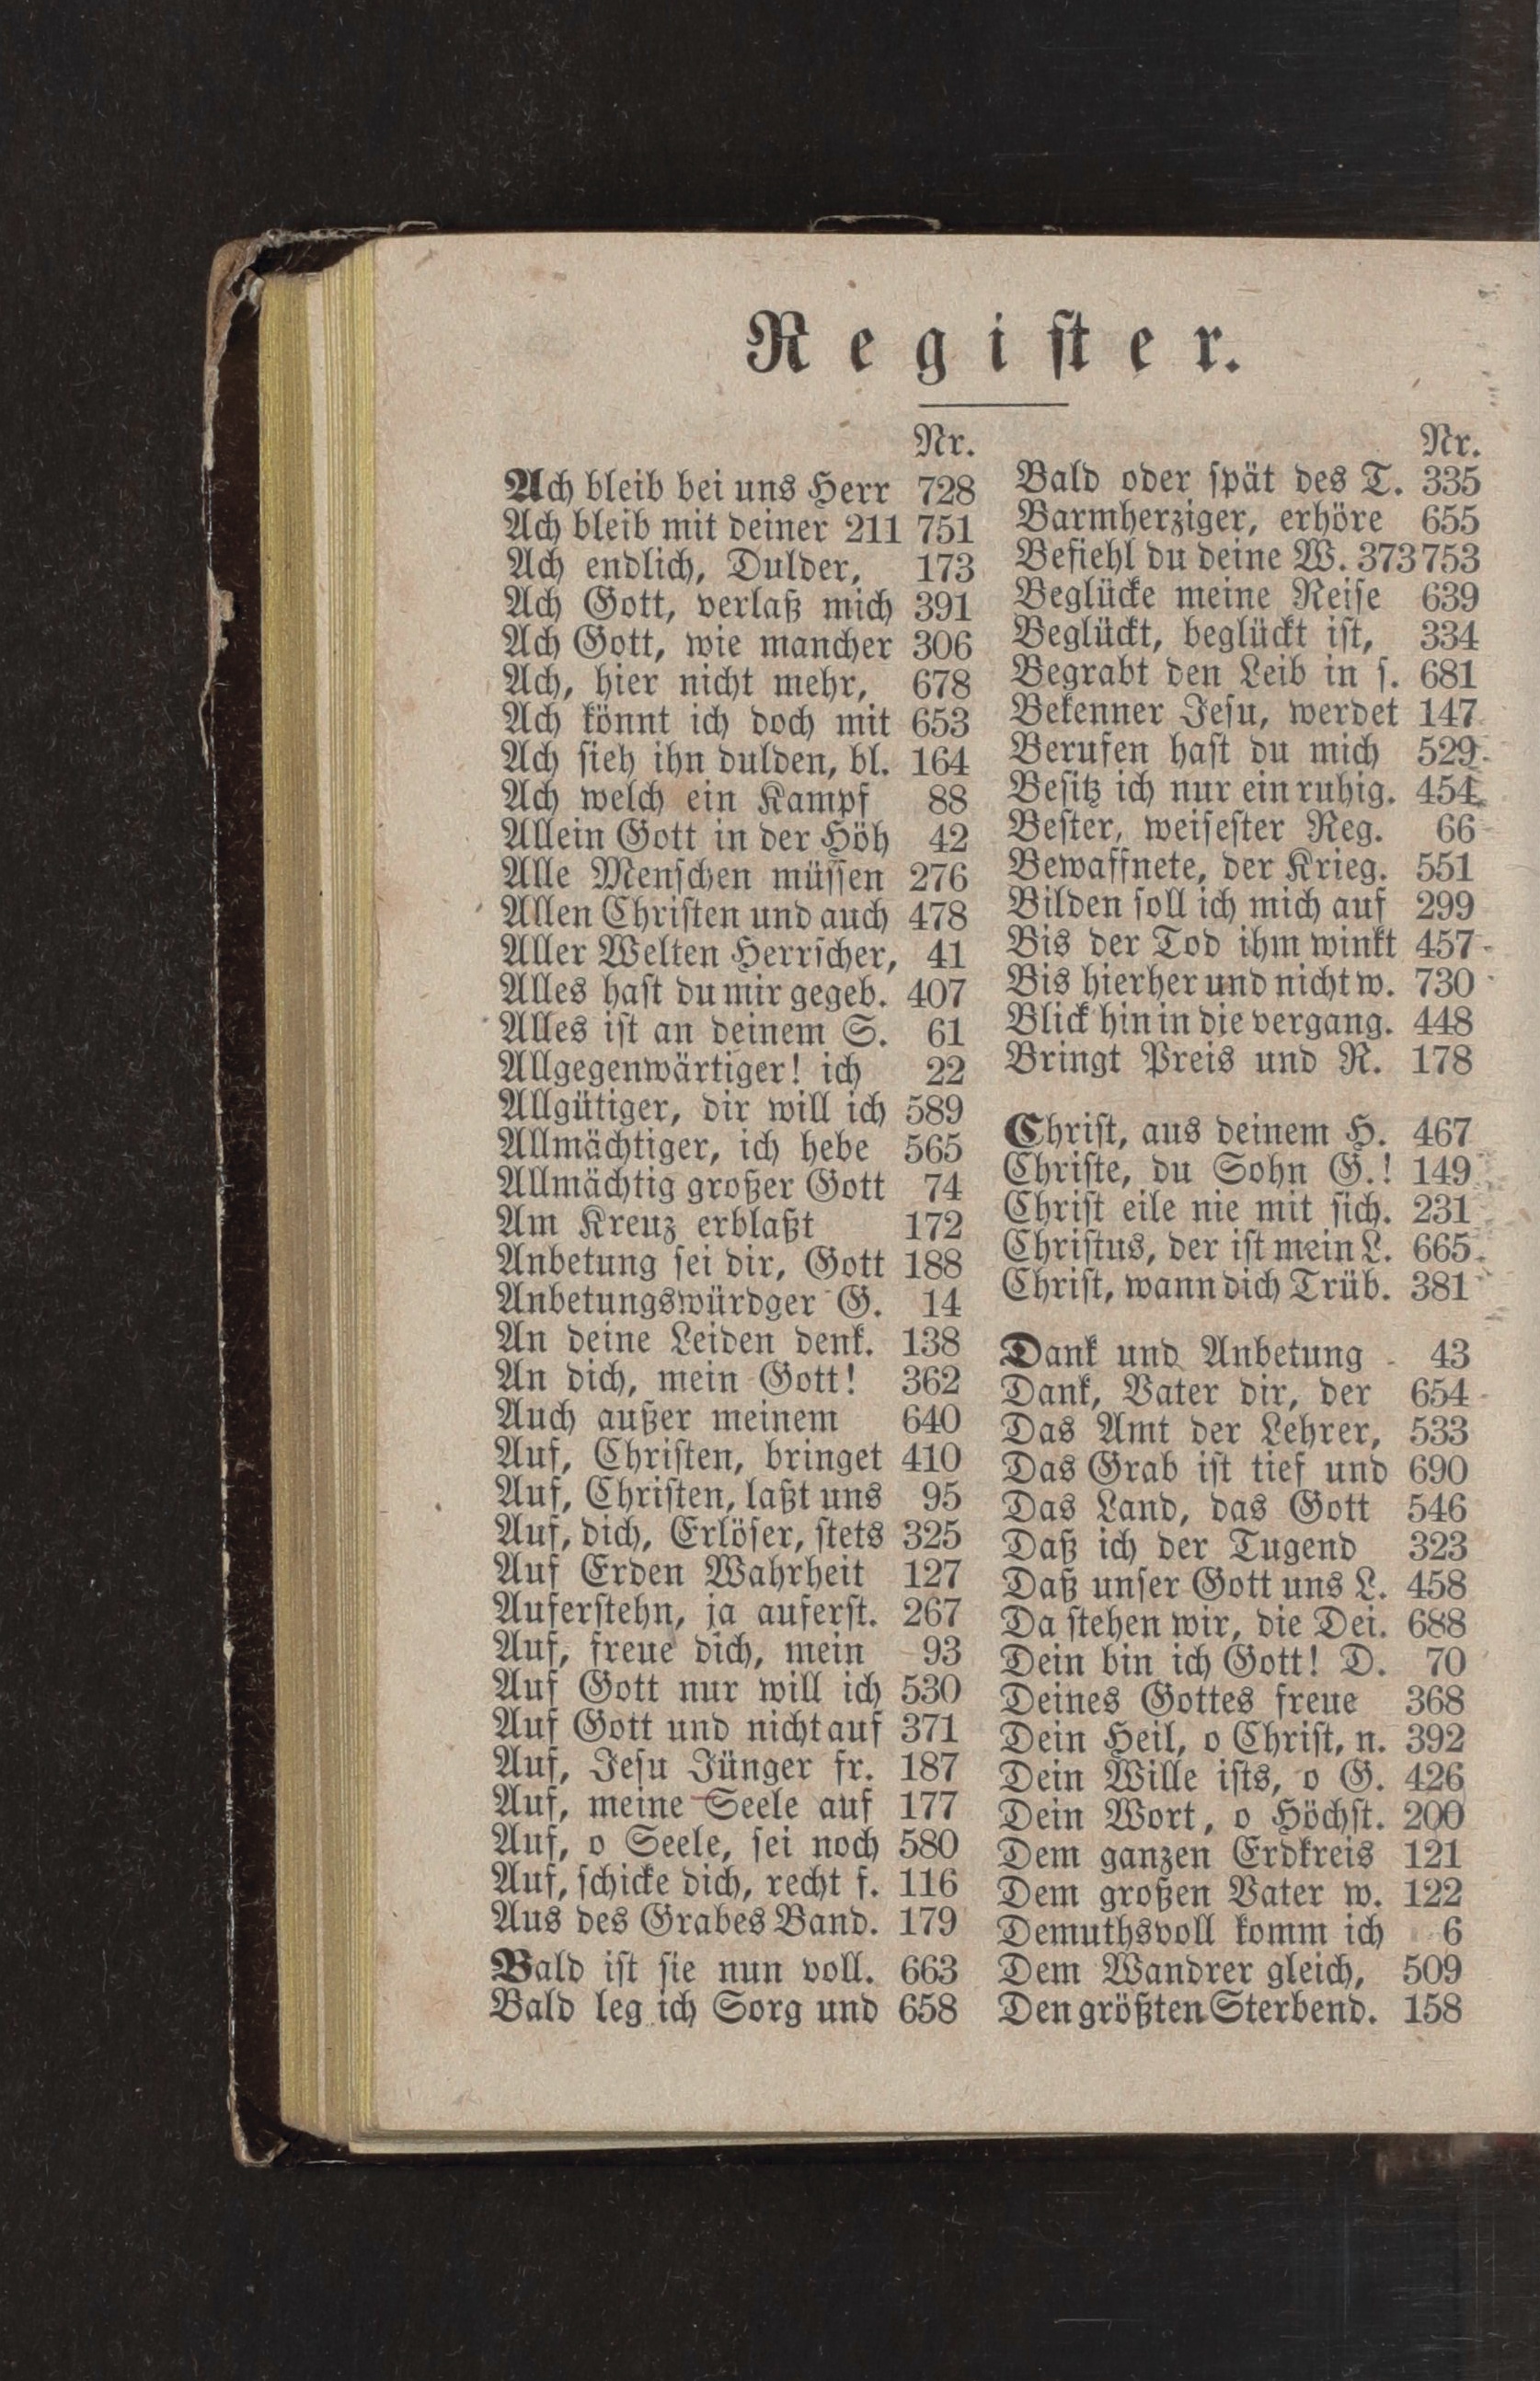 Regiſter.
Nr.
Ach bleib bei uns Herr 728
Ach bleib mit deiner 211 751
Ach endlich, Dulder, 173
Ach Gott, verlaß mich 391
Ach Gott, wie mancher 306
Ach, hier nicht mehr, 678
Ach könnt ich doch mit 653
Ach ſieh ihn dulden, bl. 164
Ach welch ein Kampf 88
Allein Gott in der Höh 42
Alle Menſchen müſſen 276
Allen Chriſten und auch 478
Aller Welten Herrſcher, 41
Alles haſt du mir gegeb. 407
Alles iſt an deinem S. 61
Allgegenwärtiger! ich 22
Allgütiger, dir will ich 589
Allmächtiger, ich hebe 565
Allmächtig großer Gott 74
Am Kreuz erblaßt 172
Anbetung ſei dir, Gott 188
Anbetungswürdger G. 14
An deine Leiden denk. 138
An dich, mein Gott! 362
Auch außer meinem 640
Auf, Chriſten, bringet 410
Auf, Chriſten, laßt uns 95
Auf, dich, Erlöſer, ſtets 325
Auf Erden Wahrheit 127
Auferſtehn, ja auferſt. 267
Auf, freue dich, mein 93
Auf Gott nur will ich 530
Auf Gott und nicht auf 371
Auf, Jeſu Jünger fr. 187
Auf, meine Seele auf 177
Auf, o Seele, ſei noch 580
Auf, ſchicke dich, recht f. 116
Aus des Grabes Band. 179
Bald iſt ſie nun voll. 663
Bald leg ich Sorg und 658
Nr.
Bald oder ſpät des T. 335
Barmherziger, erhöre 655
Befiehl du deine W. 373 753
Beglücke meine Reiſe 639
Beglückt, beglückt iſt, 334
Begrabt den Leib in ſ. 681
Bekenner Jeſu, werdet 147
Berufen haſt du mich 529
Beſitz ich nur ein ruhig. 454
Beſter, weiſeſter Reg. 66
Bewaffnete, der Krieg. 551
Bilden ſoll ich mich auf 299
Bis der Tod ihm winkt 457
Bis hierher und nicht w. 730
Blick hin in die vergang. 448
Bringt Preis und R. 178
Chriſt, aus deinem H. 467
Chriſte, du Sohn G.! 149
Chriſt eile nie mit ſich. 231
Chriſtus, der iſt mein L. 665
Chriſt, wann dich Trüb. 381
Dank und Anbetung 43
Dank, Vater dir, der 654
Das Amt der Lehrer, 533
Das Grab iſt tief und 690
Das Land, das Gott 546
Daß ich der Tugend 323
Daß unſer Gott uns L. 458
Da ſtehen wir, die Dei. 688
Dein bin ich Gott! D. 70
Deines Gottes freue 368
Dein Heil, o Chriſt, n. 392
Dein Wille iſts, o G. 426
Dein Wort, o Höchſt. 200
Dem ganzen Erdkreis 121
Dem großen Vater w. 122
Demuthsvoll komm ich 6
Dem Wandrer gleich, 509
Den größten Sterbend. 158